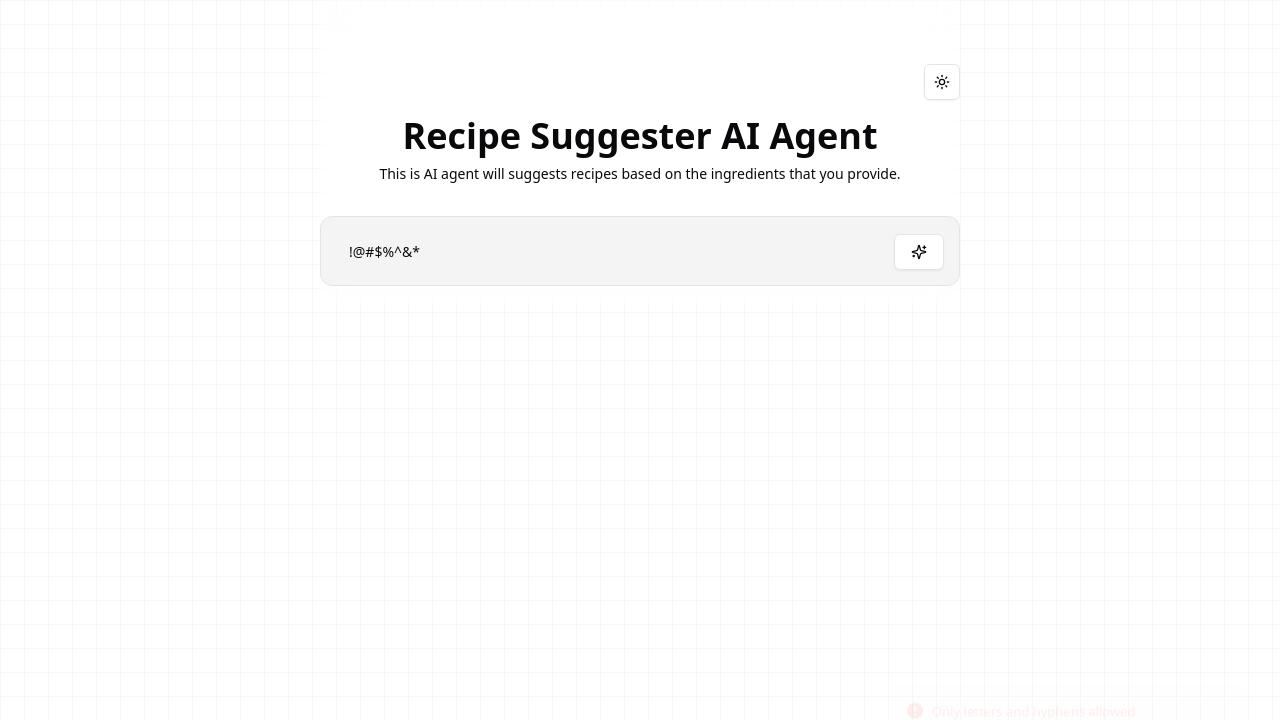 Recipe Suggester AI Agent
This is AI agent will suggests recipes based on the ingredients that you provide.
!@#$%^&*
Only letters and hyphens allowed